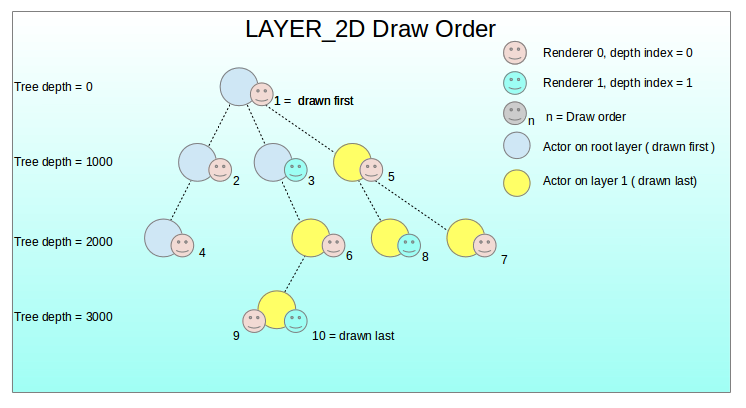 LAYER_2D Draw Order
Renderer 0, depth index = 0
Renderer 1, depth index = 1
n n = Draw order
Actor on root layer ( drawn first )
Actor on layer 1 ( drawn last)
Tree depth = 0
1 = drawn first
Tree depth = 1000
2
3
5
Tree depth = 2000
4
6
8
7
Tree depth = 3000
9
10 = drawn last